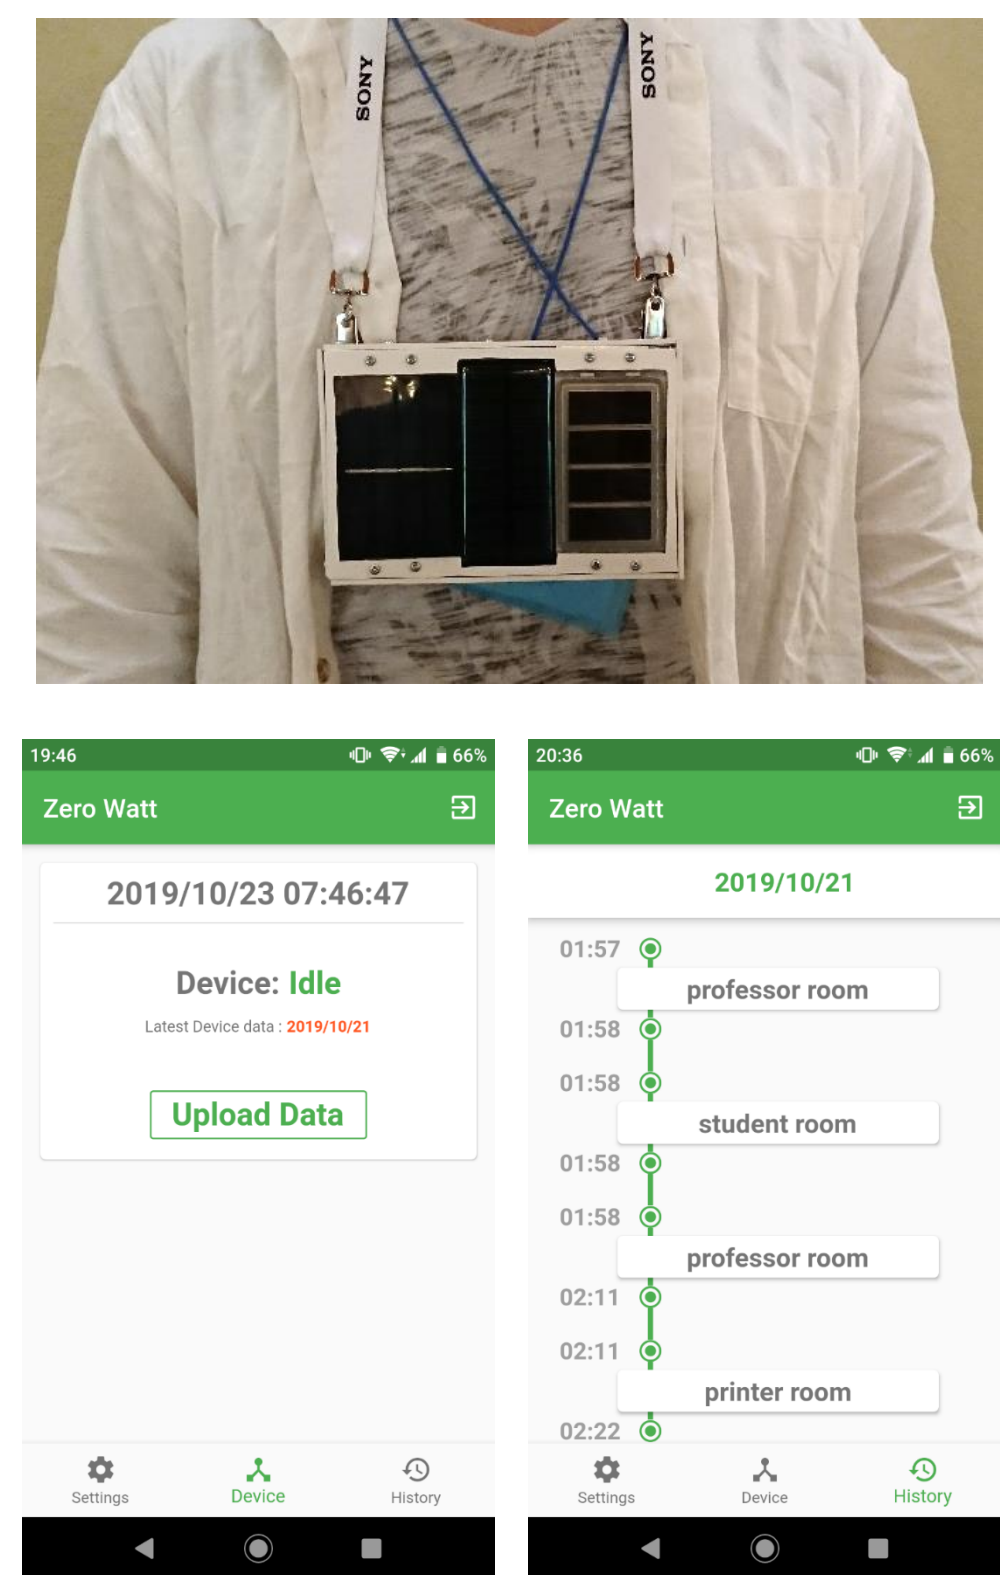 SONY
SONY
19:46
66%
Zero Watt
2019/10/23 07:46:47
Device: Idle
Latest Device data : 2019/10/21
Upload Data
Settings
Device
History
20:36
66%
Zero Watt
2019/10/21
01:57
professor room
01:58
01:58
student room
01:58
01:58
professor room
02:11
02:11
printer room
02:22
Settings
Device
History